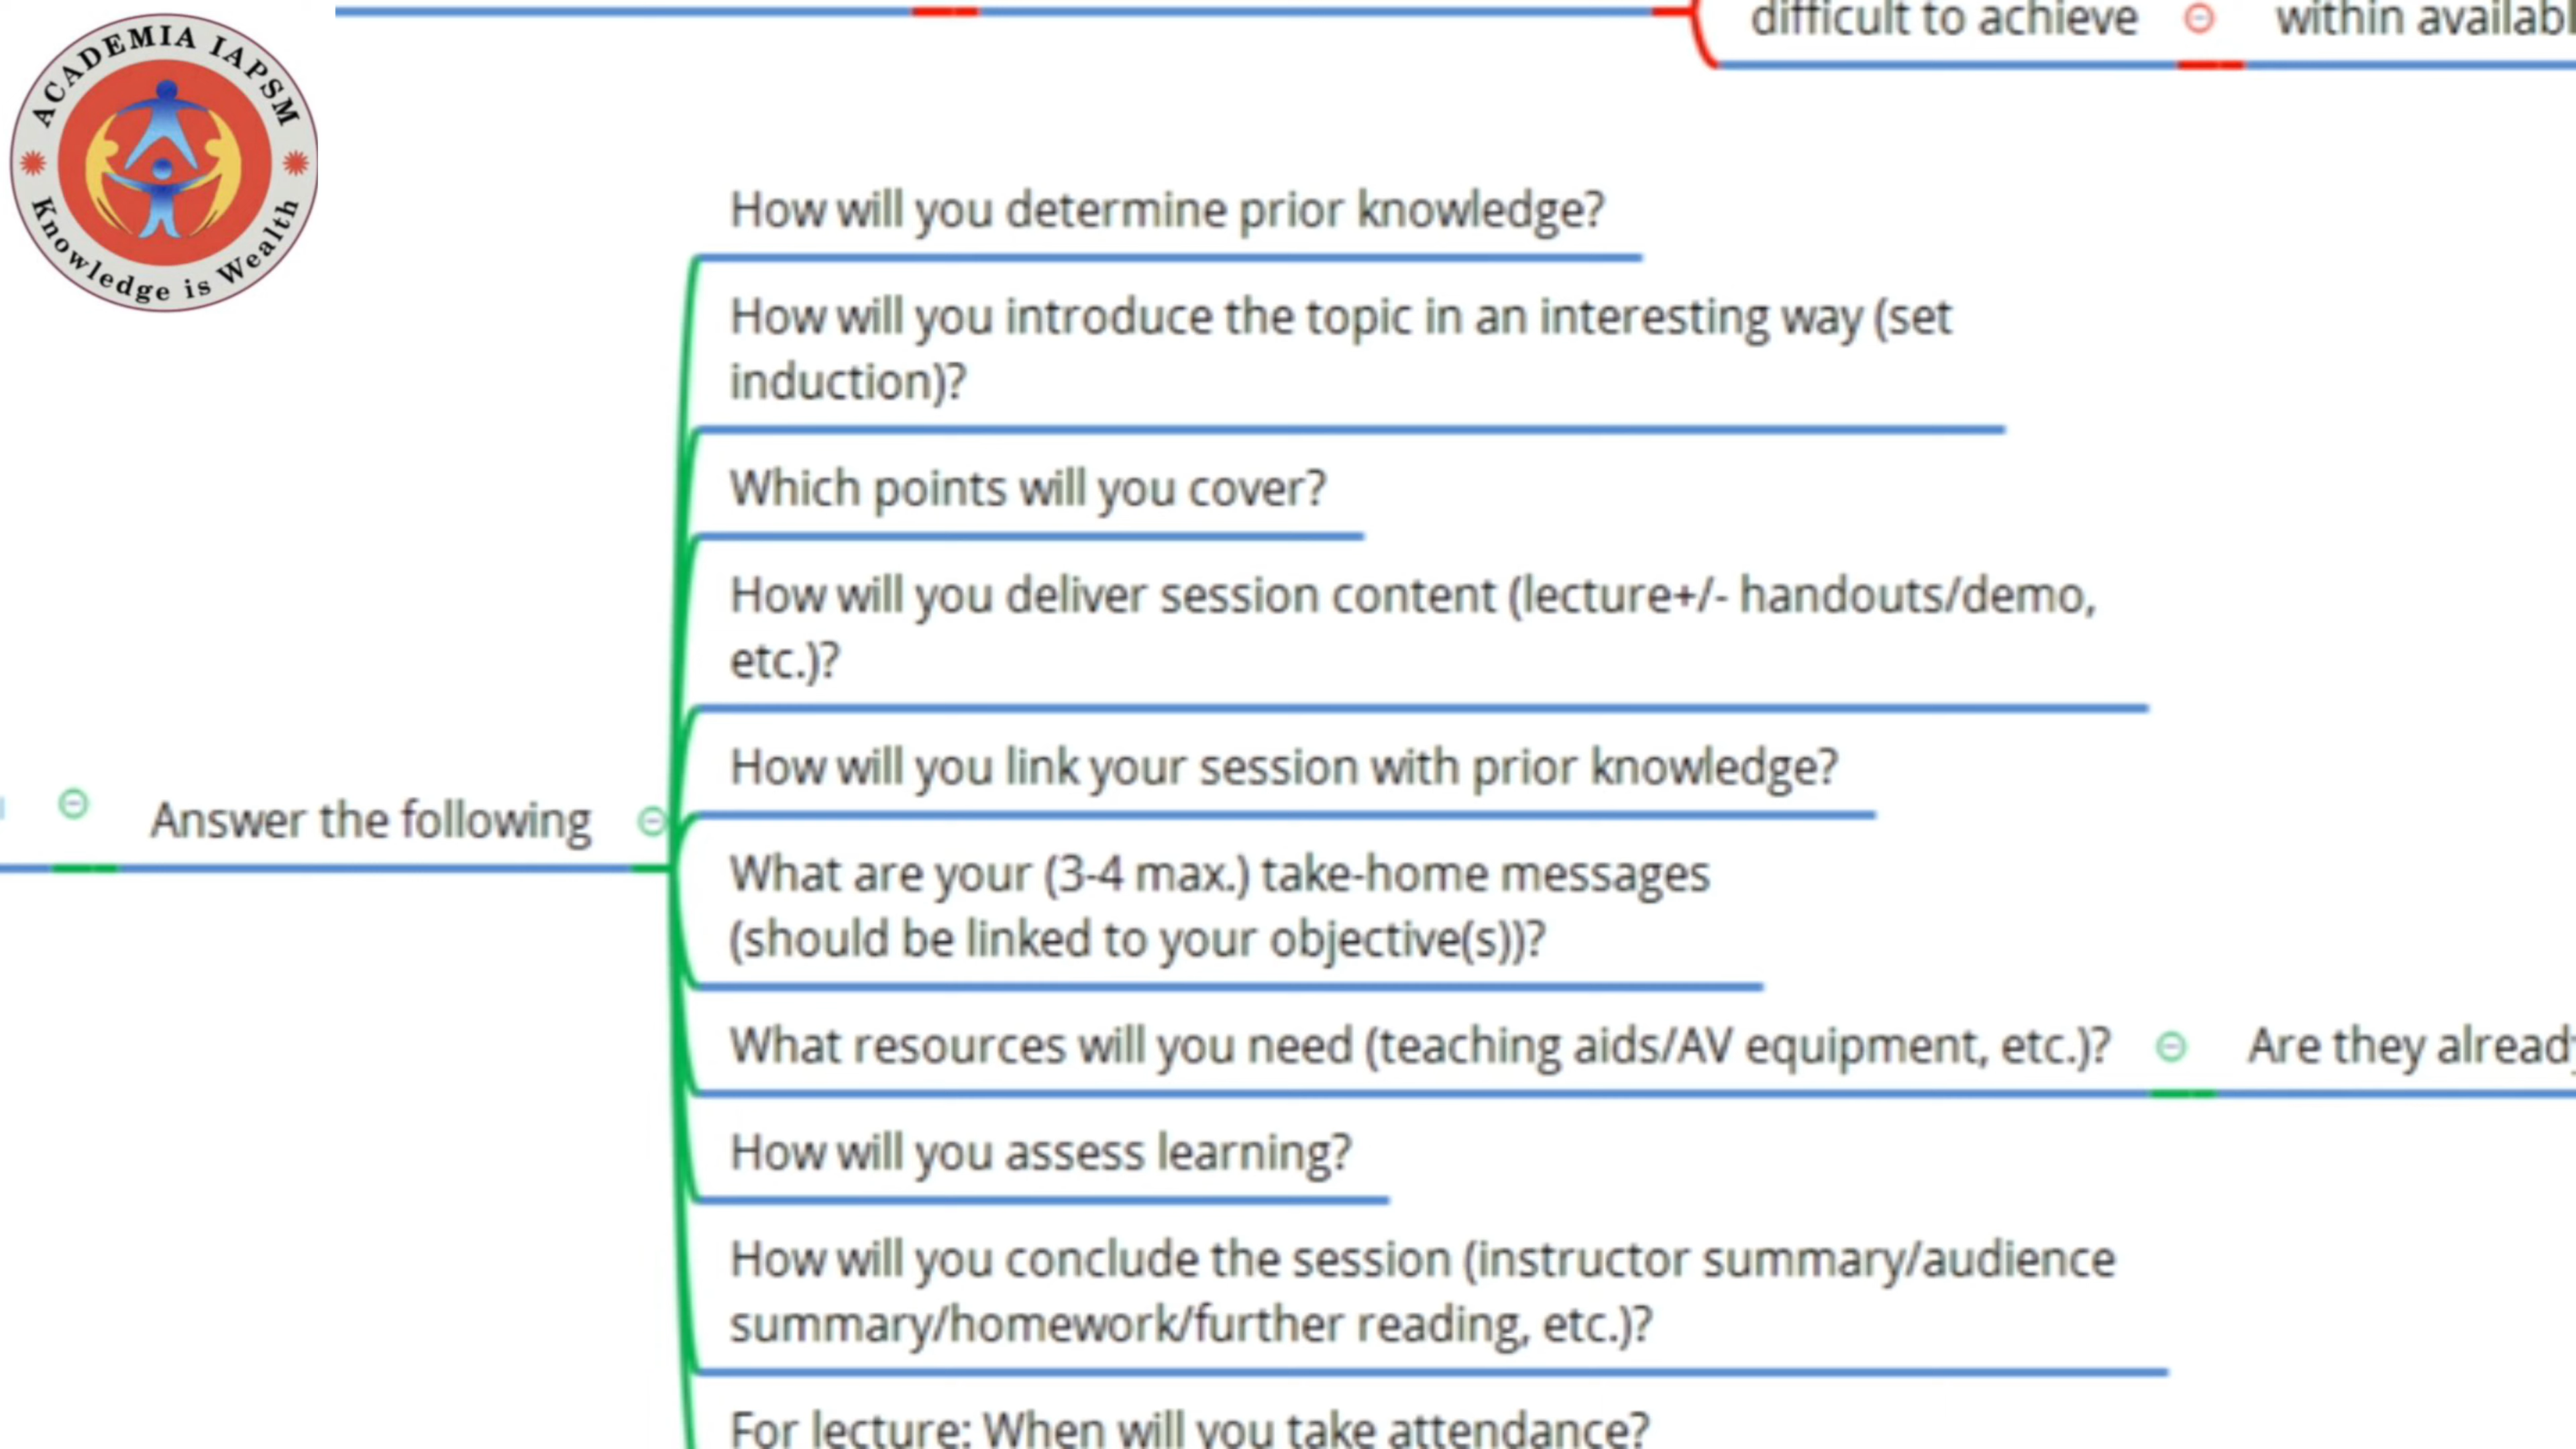 ACADEMIA IAPSM
Knowledge is Wealth
difficult to achieve
within
How will you determine prior knowledge?
How will you introduce the topic in an interesting way (set
induction)?
Which points will you cover?
How will you deliver session content (lecture+/- handouts/demo,
etc.)?
How will you link your session with prior knowledge?
Answer the following
What are your (3-4 max.) take-home messages
(should be linked to your objective(s))?
What resources will you need (teaching aids/AV equipment, etc.)?
Are they
How will you assess learning?
How will you conclude the session (instructor summary/audience
summary/homework/further reading, etc.)?
For lecture: When will you take attendance?